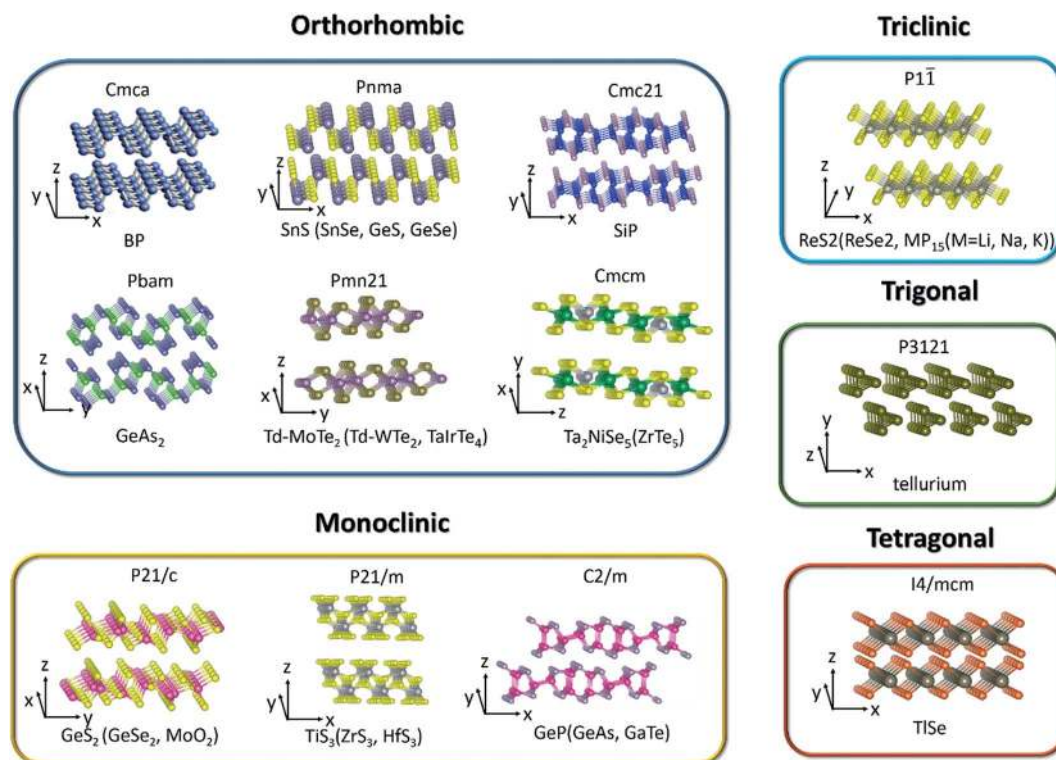 Orthorhombic
Cmca
Pnma
Cmc21
z
y
x
z
y
x
z
y
x
BP
SnS (SnSe, GeS, GeSe)
SiP
Pbam
Pmn21
Cmcm
z
x
y
z
x
y
y
x
z
GeAs₂
Td-MoTe₂ (Td-WTe₂, TaIrTe₄)
Ta₂NiSe₅(ZrTe₅)
Triclinic
P11̅
z
y
x
ReS2(ReSe2, MP₁₅(M=Li, Na, K))
Trigonal
P3121
y
z
x
tellurium
Monoclinic
P21/c
P21/m
C2/m
z
x
y
z
y
x
z
y
x
GeS₂ (GeSe₂, MoO₂)
TiS₃(ZrS₃, HfS₃)
GeP(GeAs, GaTe)
Tetragonal
I4/mcm
z
y
x
TlSe